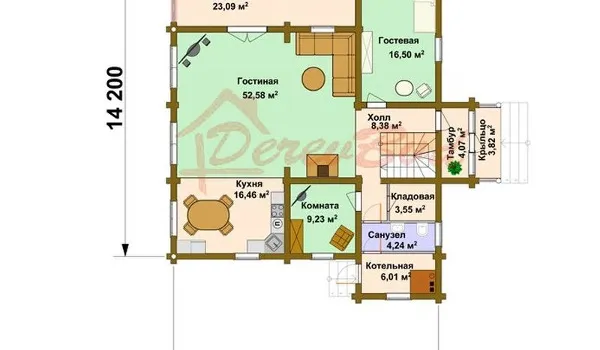 23,09 м²
Гостевая
16,50 м²
Гостиная
52,58 м²
14 200
Холл
8,38 м²
Тамбур
4,07 м²
Крыльцо
3,82 м²
Кухня
16,46 м²
Комната
9,23 м²
Кладовая
3,55 м²
Санузел
4,24 м²
Котельная
6,01 м²
П